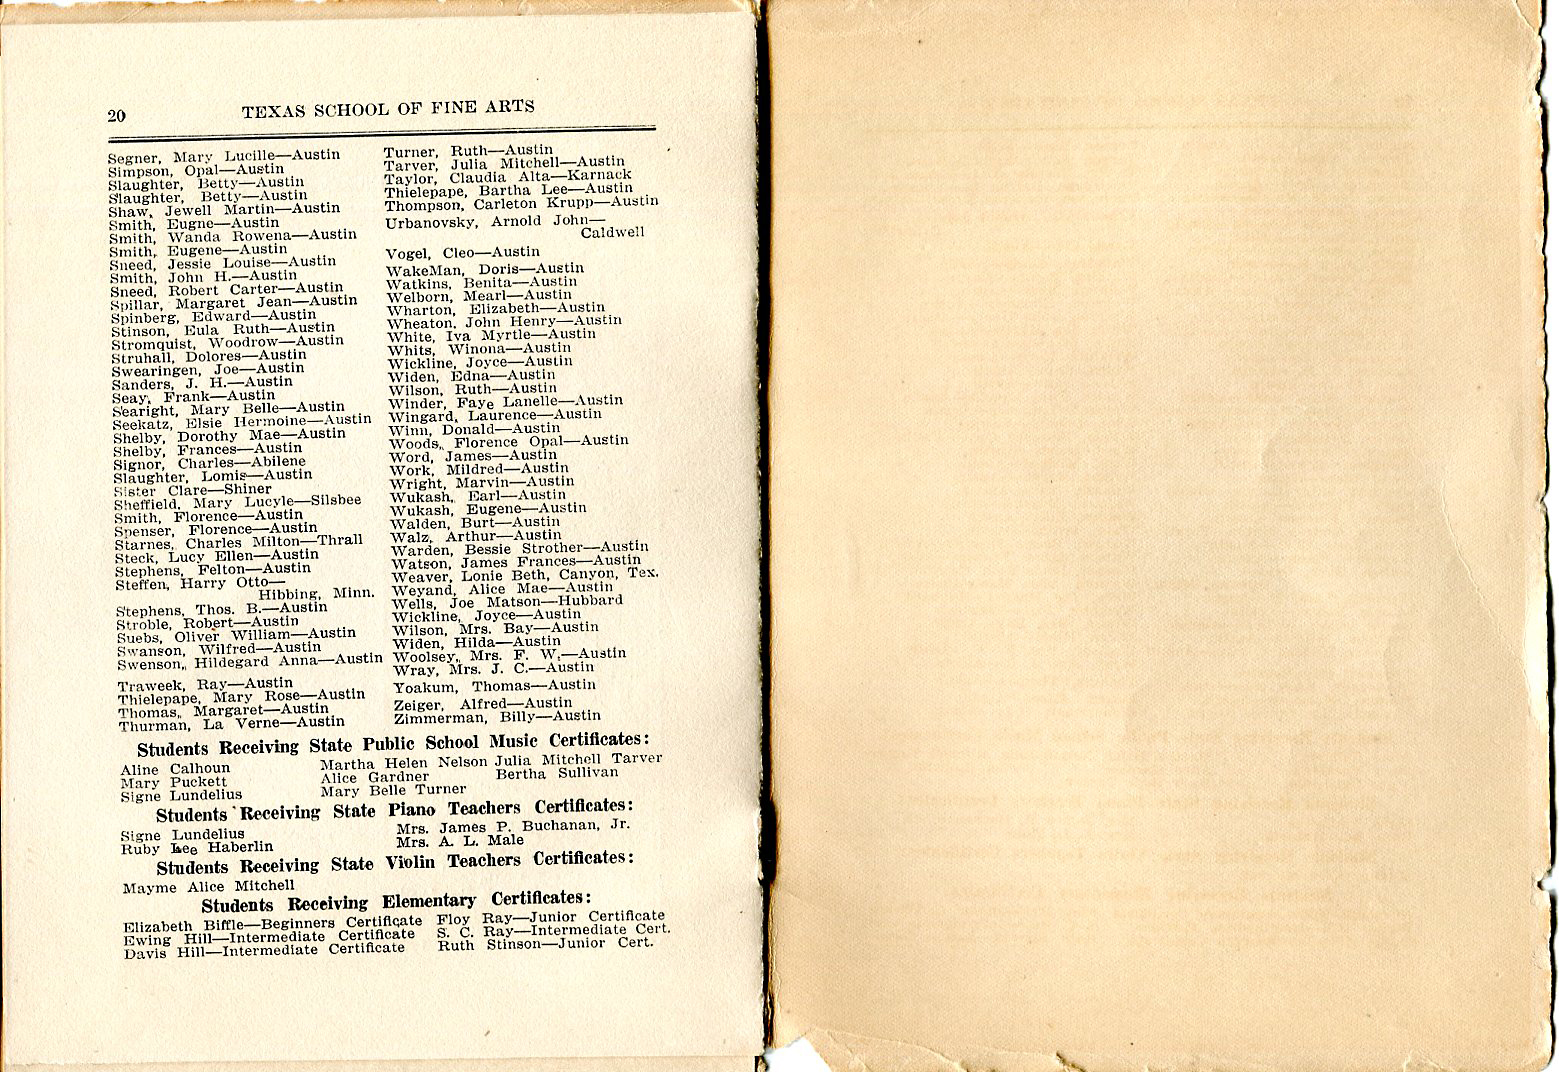 20 TEXAS SCHOOL OF FINE ARTS
Segner, Mary Lucille—Austin
Simpson, Opal—Austin
Slaughter, Betty—Austin
Slaughter, Betty—Austin
Shaw, Jewell Martin—Austin
Smith, Eugne—Austin
Smith, Wanda Rowena—Austin
Smith, Eugene—Austin
Sneed, Jessie Louise—Austin
Smith, John H.—Austin
Sneed, Robert Carter—Austin
Spillar, Margaret Jean—Austin
Spinberg, Edward—Austin
Stinson, Eula Ruth—Austin
Stromquist, Woodrow—Austin
Struhall, Dolores—Austin
Swearingen, Joe—Austin
Sanders, J. H.—Austin
Seay, Frank—Austin
Searight, Mary Belle—Austin
Seekatz, Elsie Hermoine—Austin
Shelby, Dorothy Mae—Austin
Shelby, Frances—Austin
Signor, Charles—Abilene
Slaughter, Lomis—Austin
Sister Clare—Shiner
Sheffield, Mary Lucyle—Silsbee
Smith, Florence—Austin
Spenser, Florence—Austin
Starnes, Charles Milton—Thrall
Steck, Lucy Ellen—Austin
Stephens, Felton—Austin
Steffen, Harry Otto—
Hibbing, Minn.
Stephens, Thos. B.—Austin
Stroble, Robert—Austin
Suebs, Oliver William—Austin
Swanson, Wilfred—Austin
Swenson,, Hildegard Anna—Austin
Traweek, Ray—Austin
Thielepape, Mary Rose—Austin
Thomas,, Margaret—Austin
Thurman, La Verne—Austin
Turner, Ruth—Austin
Tarver, Julia Mitchell—Austin
Taylor, Claudia Alta—Karnack
Thielepape, Bartha Lee—Austin
Thompson, Carleton Krupp—Austin
Urbanovsky, Arnold John—
Caldwell
Vogel, Cleo—Austin
WakeMan, Doris—Austin
Watkins, Benita—Austin
Welborn, Mearl—Austin
Wharton, Elizabeth—Austin
Wheaton, John Henry—Austin
White, Iva Myrtle—Austin
Whits, Winona—Austin
Wickline, Joyce—Austin
Widen, Edna—Austin
Wilson, Ruth—Austin
Winder, Faye Lanelle—Austin
Wingard, Laurence—Austin
Winn, Donald—Austin
Woods,, Florence Opal—Austin
Word, James—Austin
Work, Mildred—Austin
Wright, Marvin—Austin
Wukash,, Earl—Austin
Wukash, Eugene—Austin
Walden, Burt—Austin
Walz, Arthur—Austin
Warden, Bessie Strother—Austin
Watson, James Frances—Austin
Weaver, Lonie Beth, Canyon, Tex.
Weyand, Alice Mae—Austin
Wells, Joe Matson—Hubbard
Wickline, Joyce—Austin
Wilson, Mrs. Bay—Austin
Widen, Hilda—Austin
Woolsey,, Mrs. F. W.—Austin
Wray, Mrs. J. C.—Austin
Yoakum, Thomas—Austin
Zeiger, Alfred—Austin
Zimmerman, Billy—Austin
Students Receiving State Public School Music Certificates:
Aline Calhoun Martha Helen Nelson Julia Mitchell Tarver
Mary Puckett Alice Gardner Bertha Sullivan
Signe Lundelius Mary Belle Turner
Students Receiving State Piano Teachers Certificates:
Signe Lundelius Mrs. James P. Buchanan, Jr.
Ruby Lee Haberlin Mrs. A. L. Male
Students Receiving State Violin Teachers Certificates:
Mayme Alice Mitchell
Students Receiving Elementary Certificates:
Elizabeth Biffle—Beginners Certificate Floy Ray—Junior Certificate
Ewing Hill—Intermediate Certificate S. C. Ray—Intermediate Cert.
Davis Hill—Intermediate Certificate Ruth Stinson—Junior Cert.